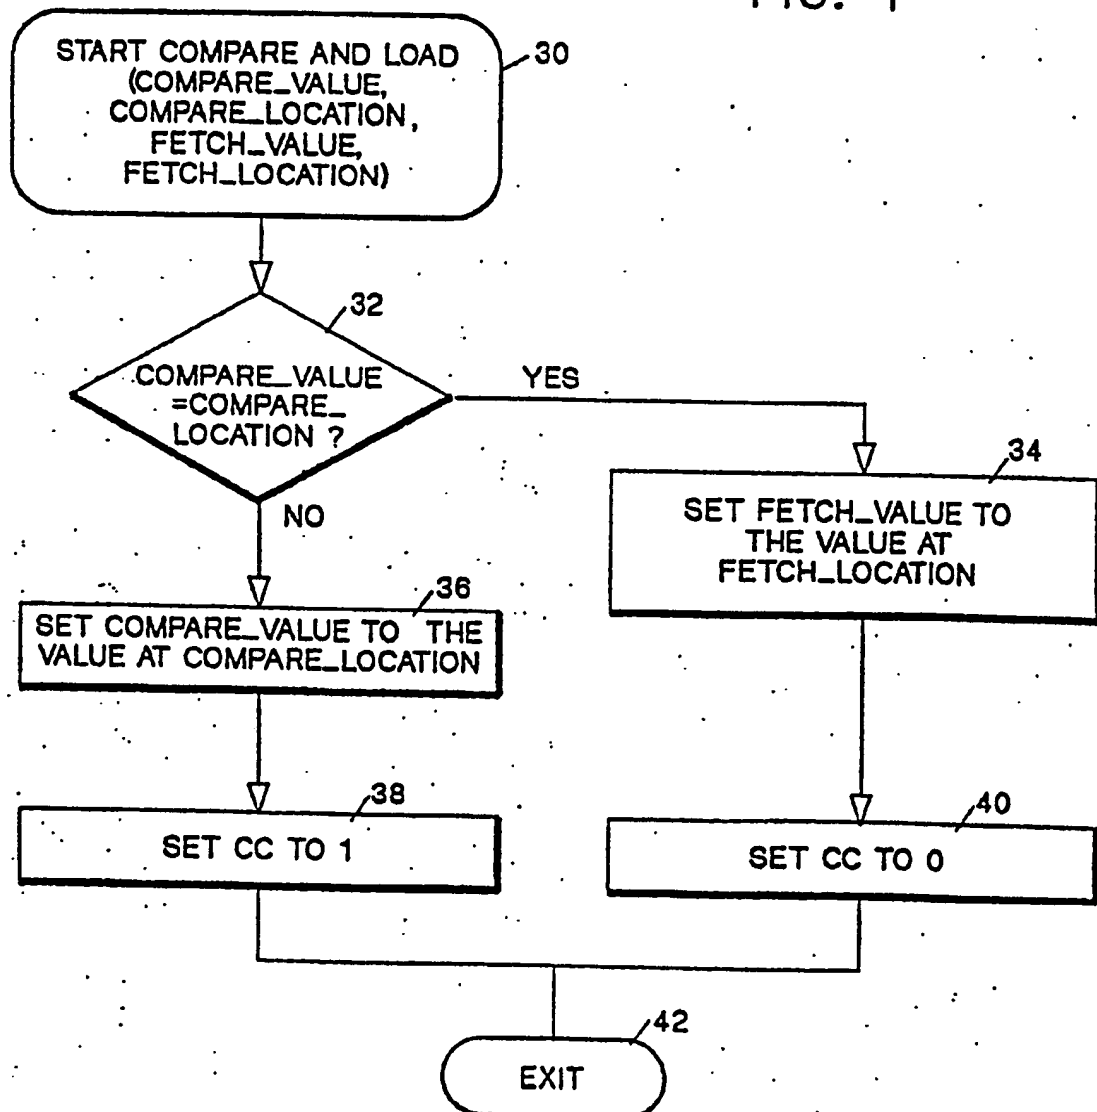 START COMPARE AND LOAD
(COMPARE_VALUE,
COMPARE_LOCATION,
FETCH_VALUE,
FETCH_LOCATION)
30
32
COMPARE_VALUE
=COMPARE_
LOCATION ?
YES
NO
34
SET FETCH_VALUE TO
THE VALUE AT
FETCH_LOCATION
36
SET COMPARE_VALUE TO THE
VALUE AT COMPARE_LOCATION
38
SET CC TO 1
40
SET CC TO 0
42
EXIT